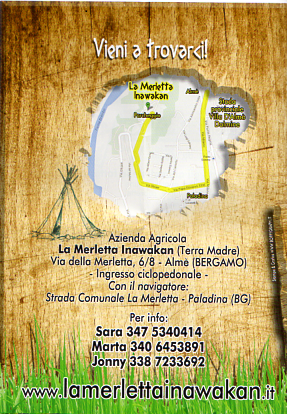 Vieni a trovarci!
La Merletta
Inawakan
Almè
Parcheggio
Strada
provinciale
Villa D'Almè
Dalmine
Paladina
Azienda Agricola
La Merletta Inawakan (Terra Madre)
Via della Merletta, 6/8 - Almè (BERGAMO)
- Ingresso ciclopedonale -
Con il navigatore:
Strada Comunale La Merletta - Paladina (BG)
Per info:
Sara 347 5340414
Marta 340 6453891
Jonny 338 7233692
www.lamerlettainawakan.it